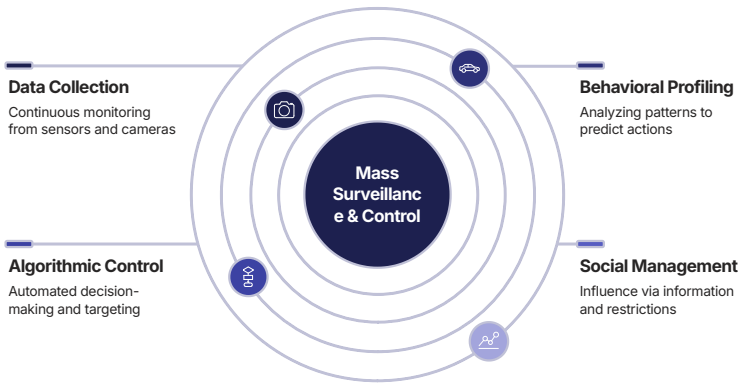 Data Collection
Continuous monitoring
from sensors and cameras
Behavioral Profiling
Analyzing patterns to
predict actions
Mass
Surveillanc
e & Control
Algorithmic Control
Automated decision-
making and targeting
Social Management
Influence via information
and restrictions